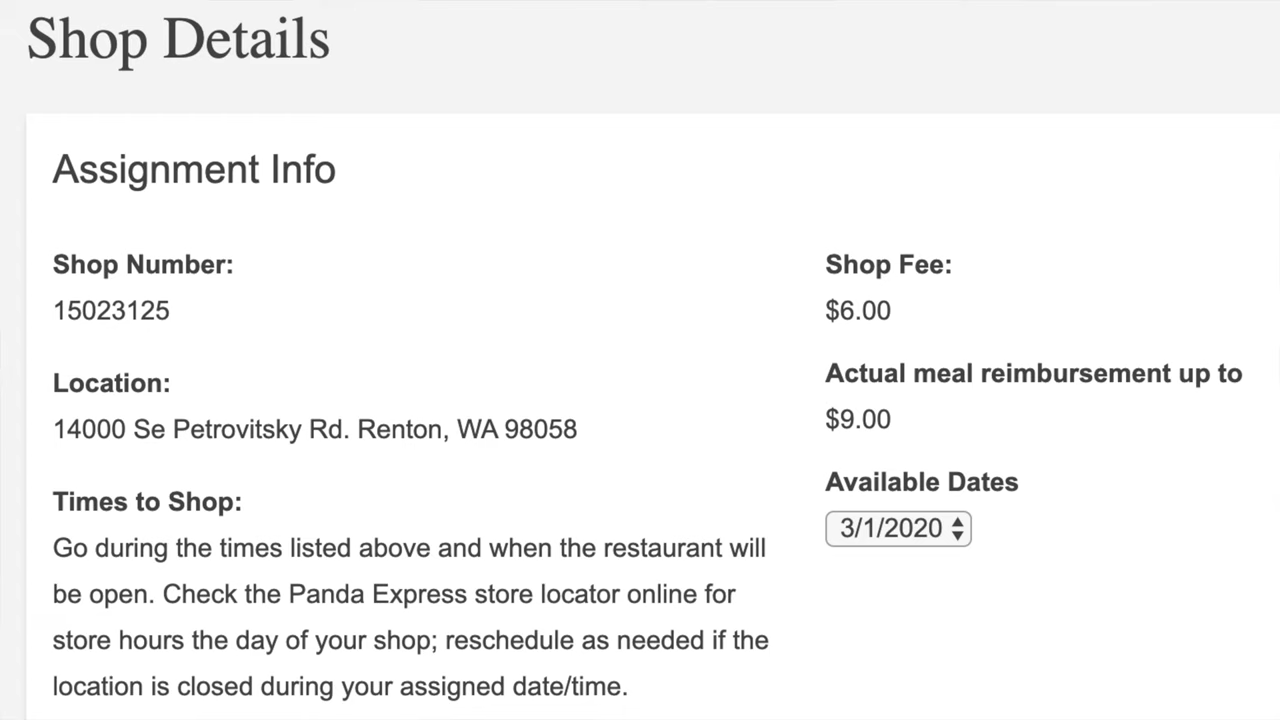 Shop Details
Assignment Info
Shop Number:
15023125
Location:
14000 Se Petrovitsky Rd. Renton, WA 98058
Times to Shop:
Go during the times listed above and when the restaurant will
be open. Check the Panda Express store locator online for
store hours the day of your shop; reschedule as needed if the
location is closed during your assigned date/time.
Shop Fee:
$6.00
Actual meal reimbursement up to
$9.00
Available Dates
3/1/2020